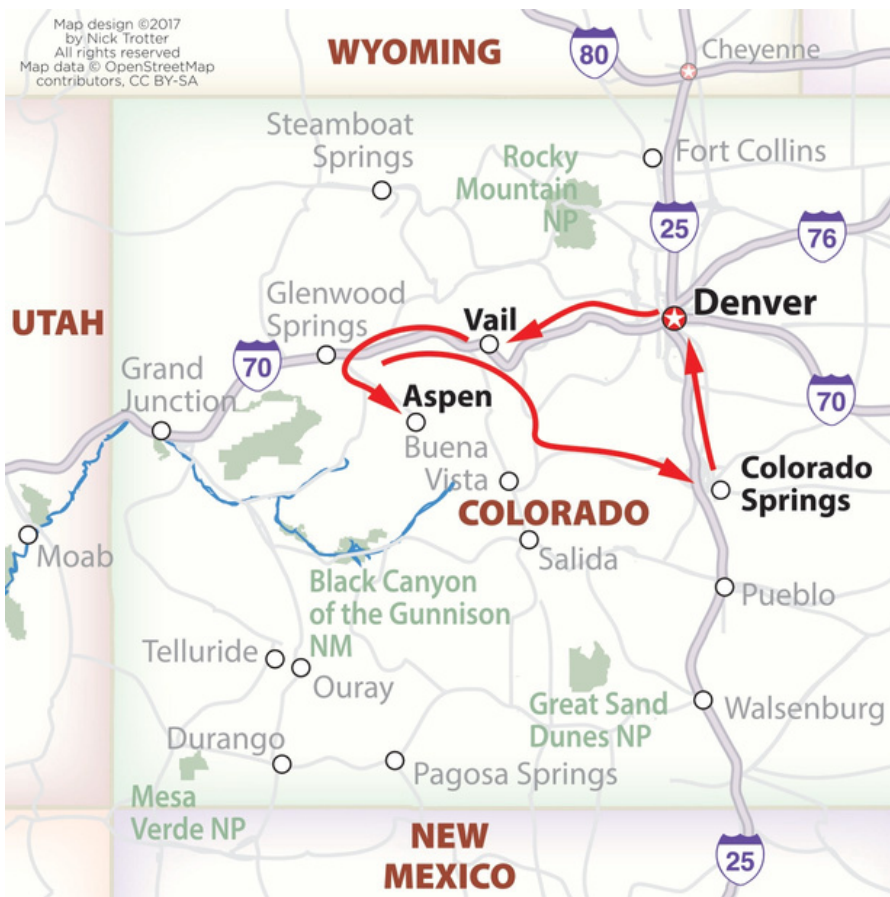 Map design ©2017
by Nick Trotter
All rights reserved
Map data © OpenStreetMap
contributors, CC BY-SA
WYOMING
80
Cheyenne
Steamboat
Springs
Rocky
Mountain
NP
Fort Collins
25
76
UTAH
Glenwood
Springs
Vail
Denver
70
Grand
Junction
Aspen
70
Buena
Vista
Colorado
Springs
COLORADO
Moab
Salida
Black Canyon
of the Gunnison
NM
Pueblo
Telluride
Ouray
Great Sand
Dunes NP
Walsenburg
Durango
Pagosa Springs
Mesa
Verde NP
NEW
MEXICO
25